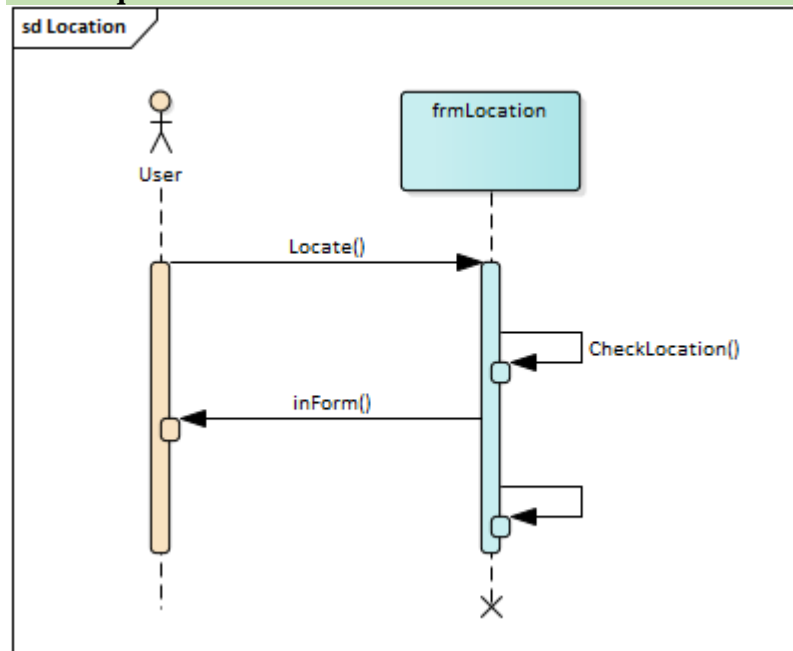 sd Location
frmLocation
User
Locate()
CheckLocation()
inForm()